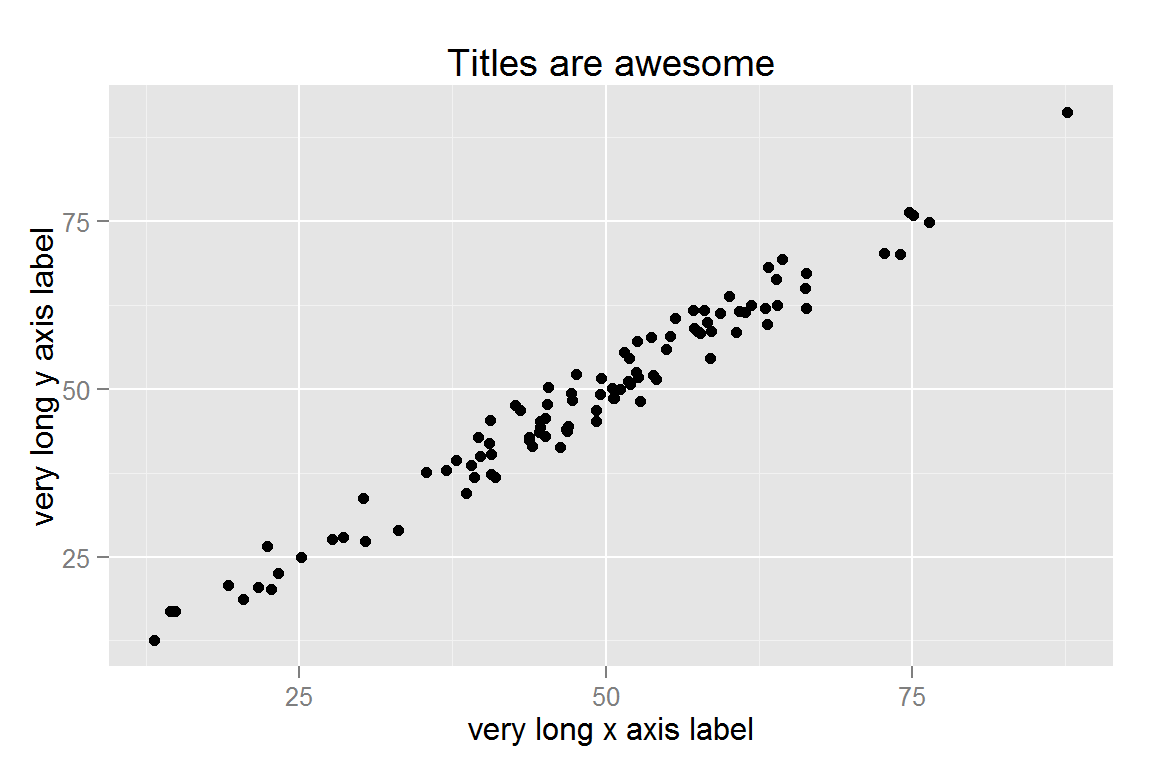 Titles are awesome
very long y axis label
75
50
25
25 50 75
very long x axis label